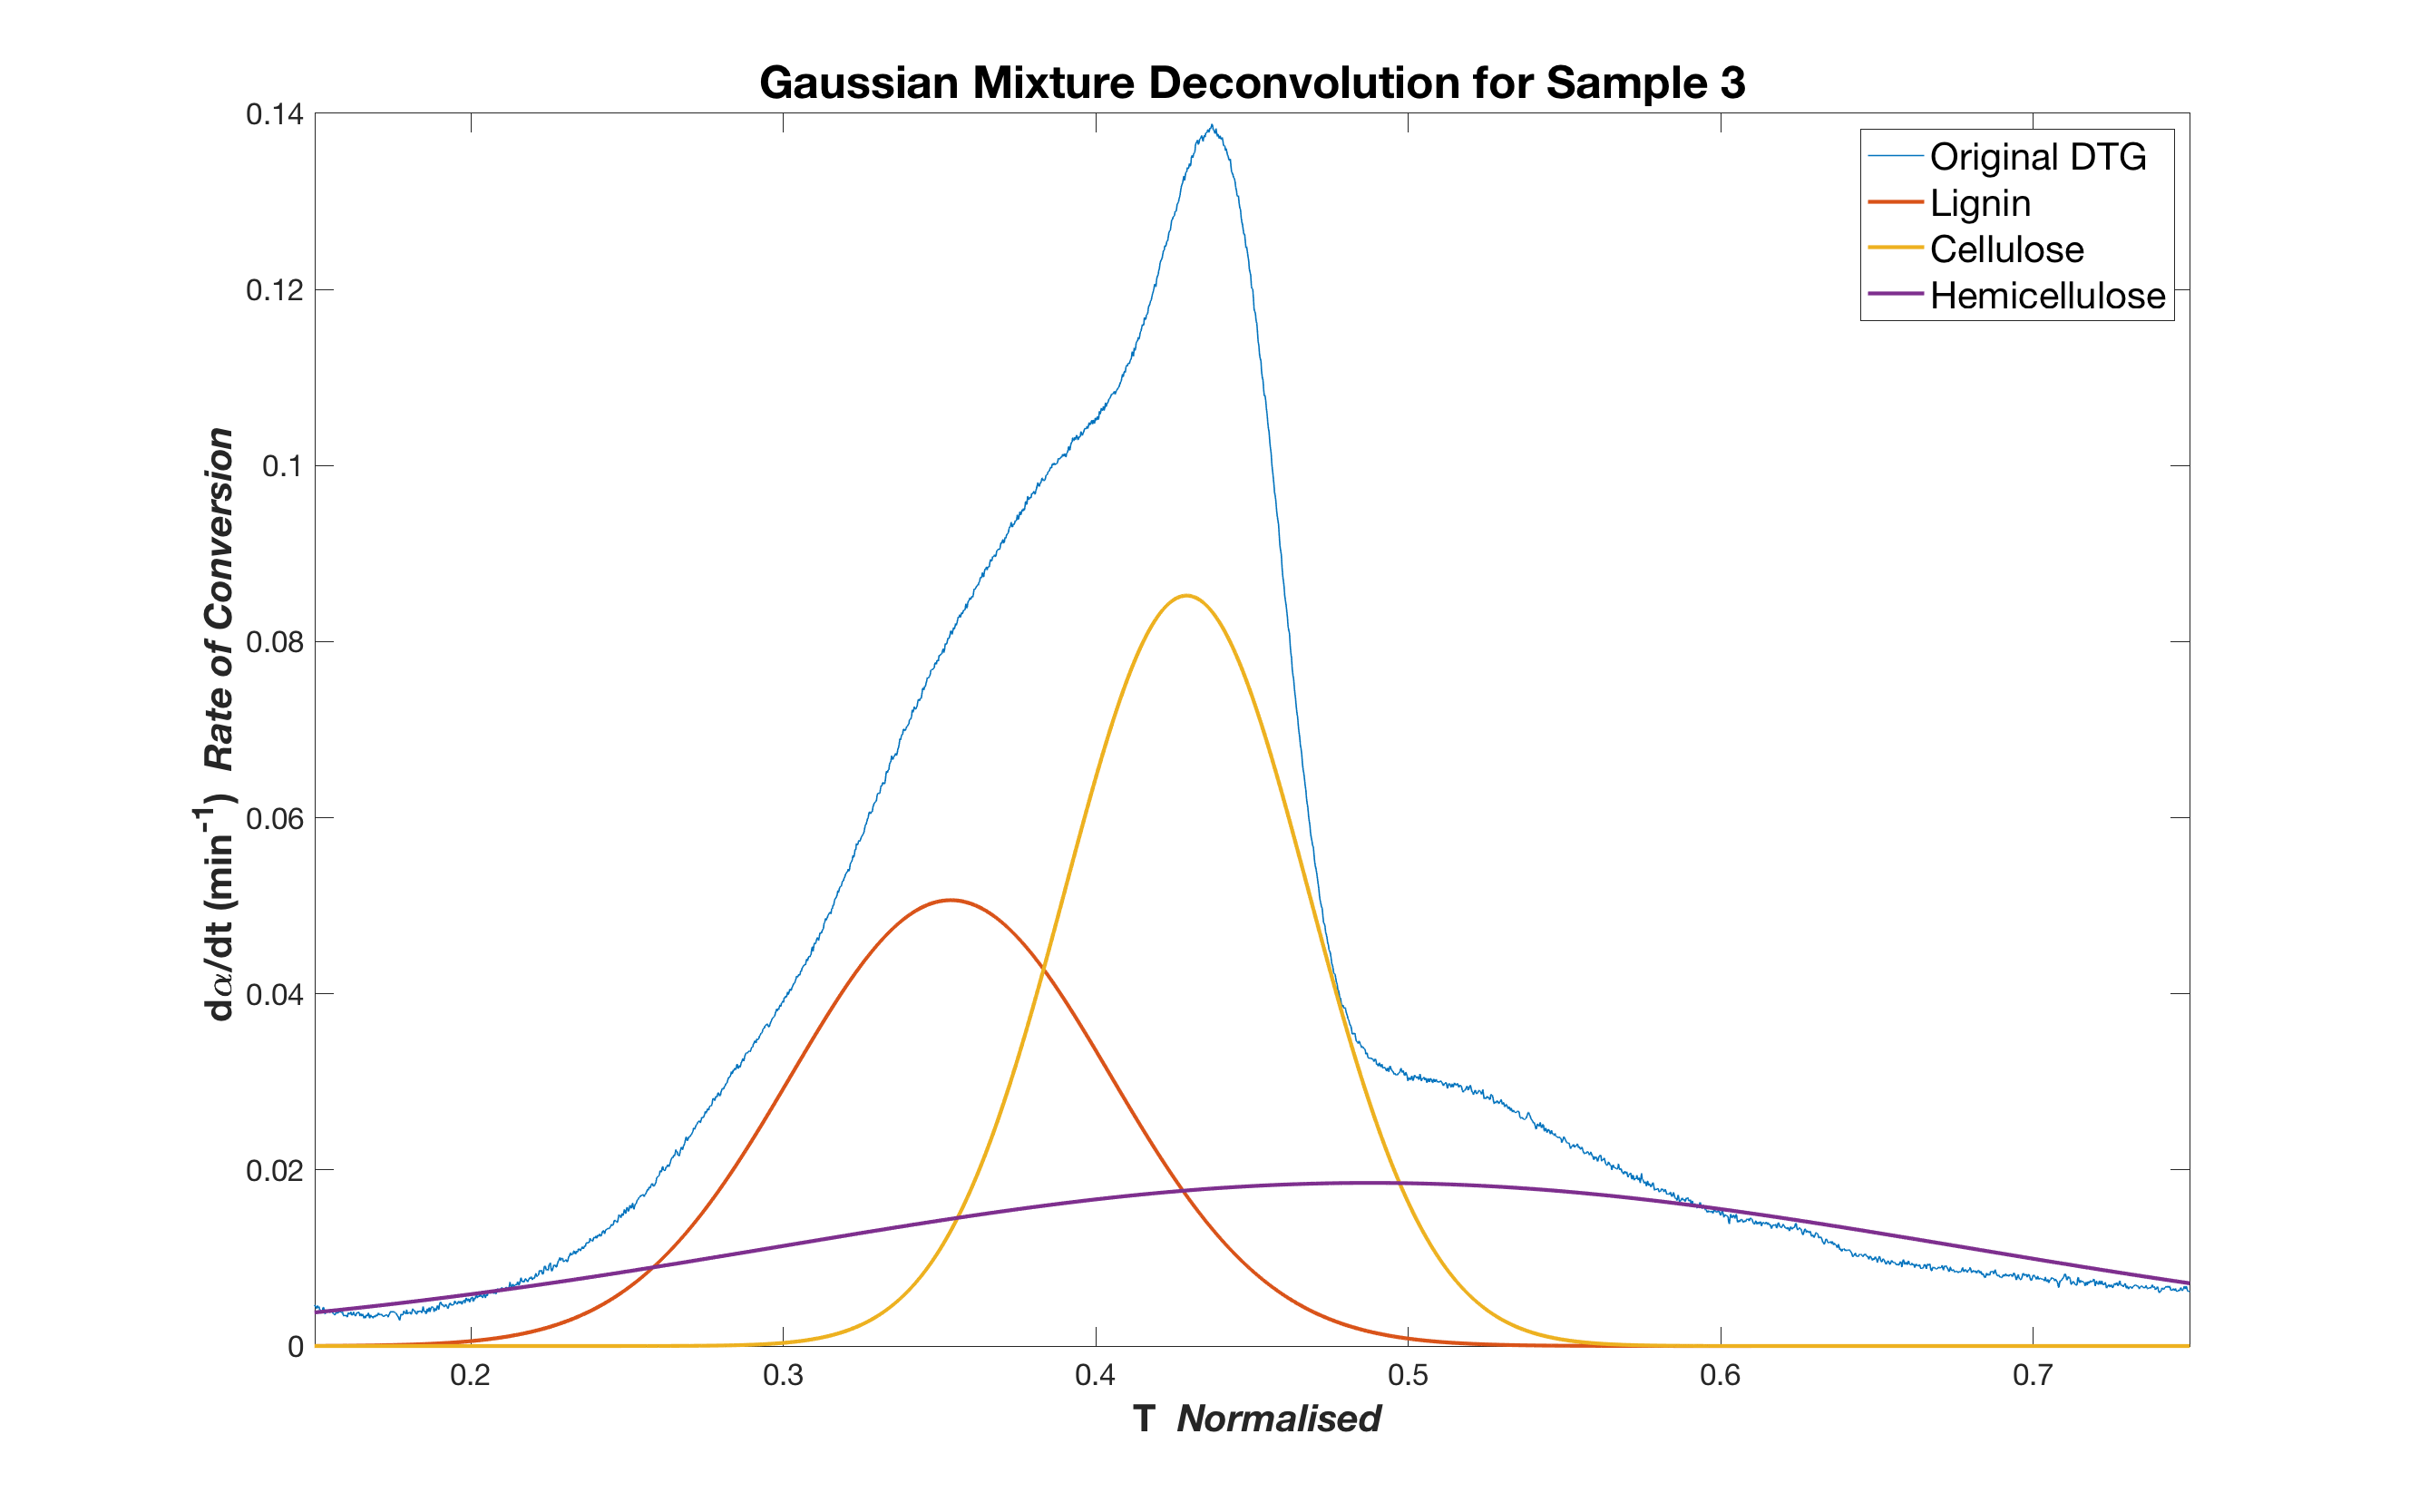 Gaussian Mixture Deconvolution for Sample 3
Original DTG
Lignin
Cellulose
Hemicellulose
dα/dt (min⁻¹) Rate of Conversion
0.14
0.12
0.1
0.08
0.06
0.04
0.02
0
0.2 0.3 0.4 0.5 0.6 0.7
T Normalised